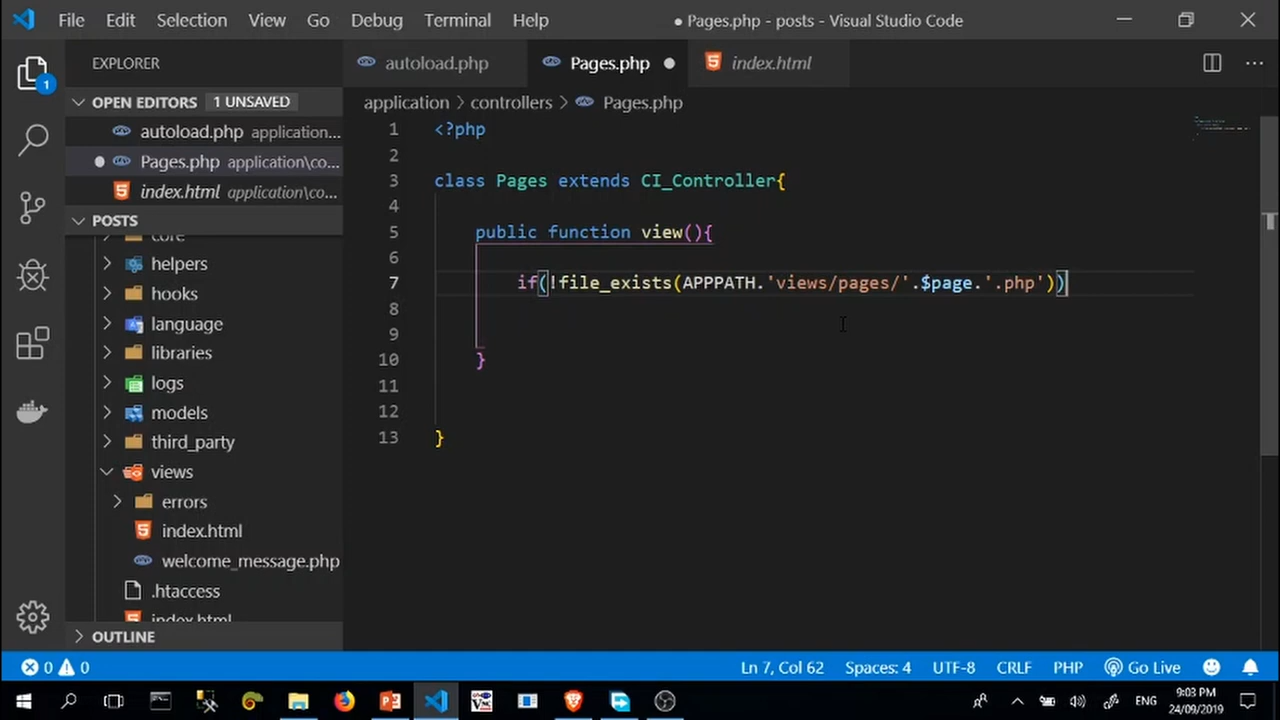 File Edit Selection View Go Debug Terminal Help ● Pages.php - posts - Visual Studio Code
EXPLORER
autoload.php Pages.php index.html
OPEN EDITORS 1 UNSAVED
autoload.php application...
Pages.php application\co...
index.html application\co...
POSTS
core
helpers
hooks
language
libraries
logs
models
third_party
views
errors
index.html
welcome_message.php
.htaccess
index.html
OUTLINE
1
application > controllers > Pages.php
1 <?php
2
3 class Pages extends CI_Controller{
4
5 public function view(){
6
7 if(!file_exists(APPPATH.'views/pages/'.$page.'.php'))
8
9
10 }
11
12
13 }
0 0 Ln 7, Col 62 Spaces: 4 UTF-8 CRLF PHP Go Live
ENG 9:03 PM
24/09/2019